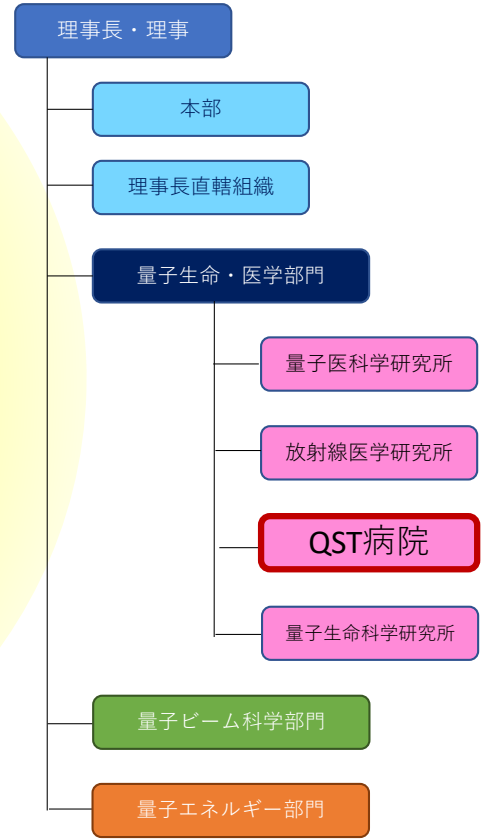 理事長・理事
本部
理事長直轄組織
量子生命・医学部門
量子医科学研究所
放射線医学研究所
QST病院
量子生命科学研究所
量子ビーム科学部門
量子エネルギー部門